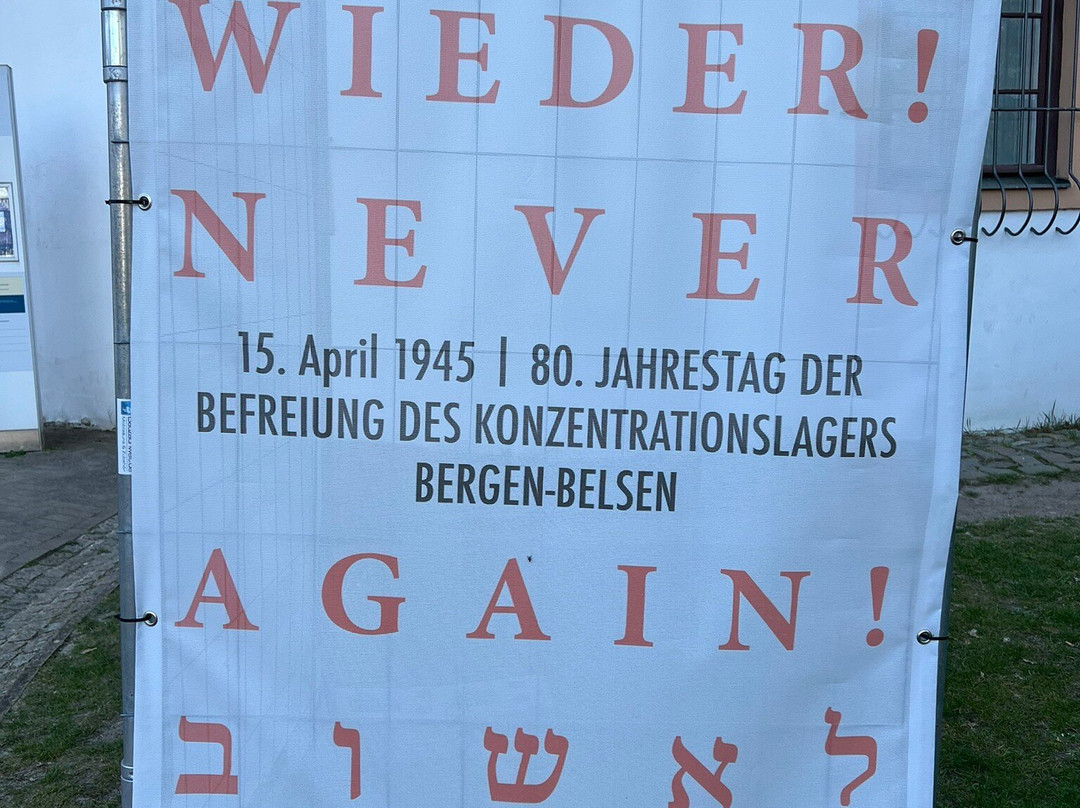 WIEDER!
NEVER
15. April 1945 | 80. JAHRESTAG DER
BEFREIUNG DES KONZENTRATIONSLAGERS
BERGEN-BELSEN
AGAIN!
לא שוב